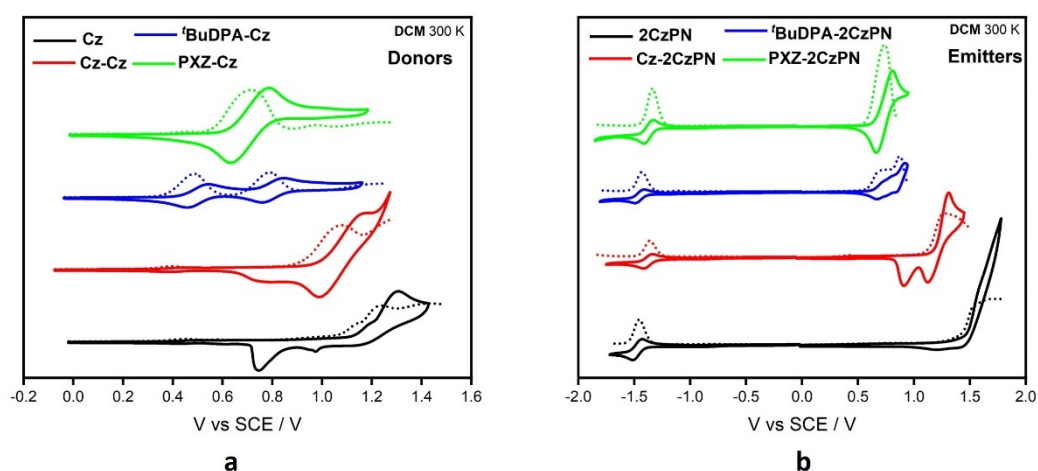 Cz ᵗBuDPA-Cz DCM 300 K
Cz-Cz PXZ-Cz Donors
-0.2 0.0 0.2 0.4 0.6 0.8 1.0 1.2 1.4 1.6
V vs SCE / V
a
2CzPN ᵗBuDPA-2CzPN DCM 300 K
Cz-2CzPN PXZ-2CzPN Emitters
-2.0 -1.5 -1.0 -0.5 0.0 0.5 1.0 1.5 2.0
V vs SCE / V
b